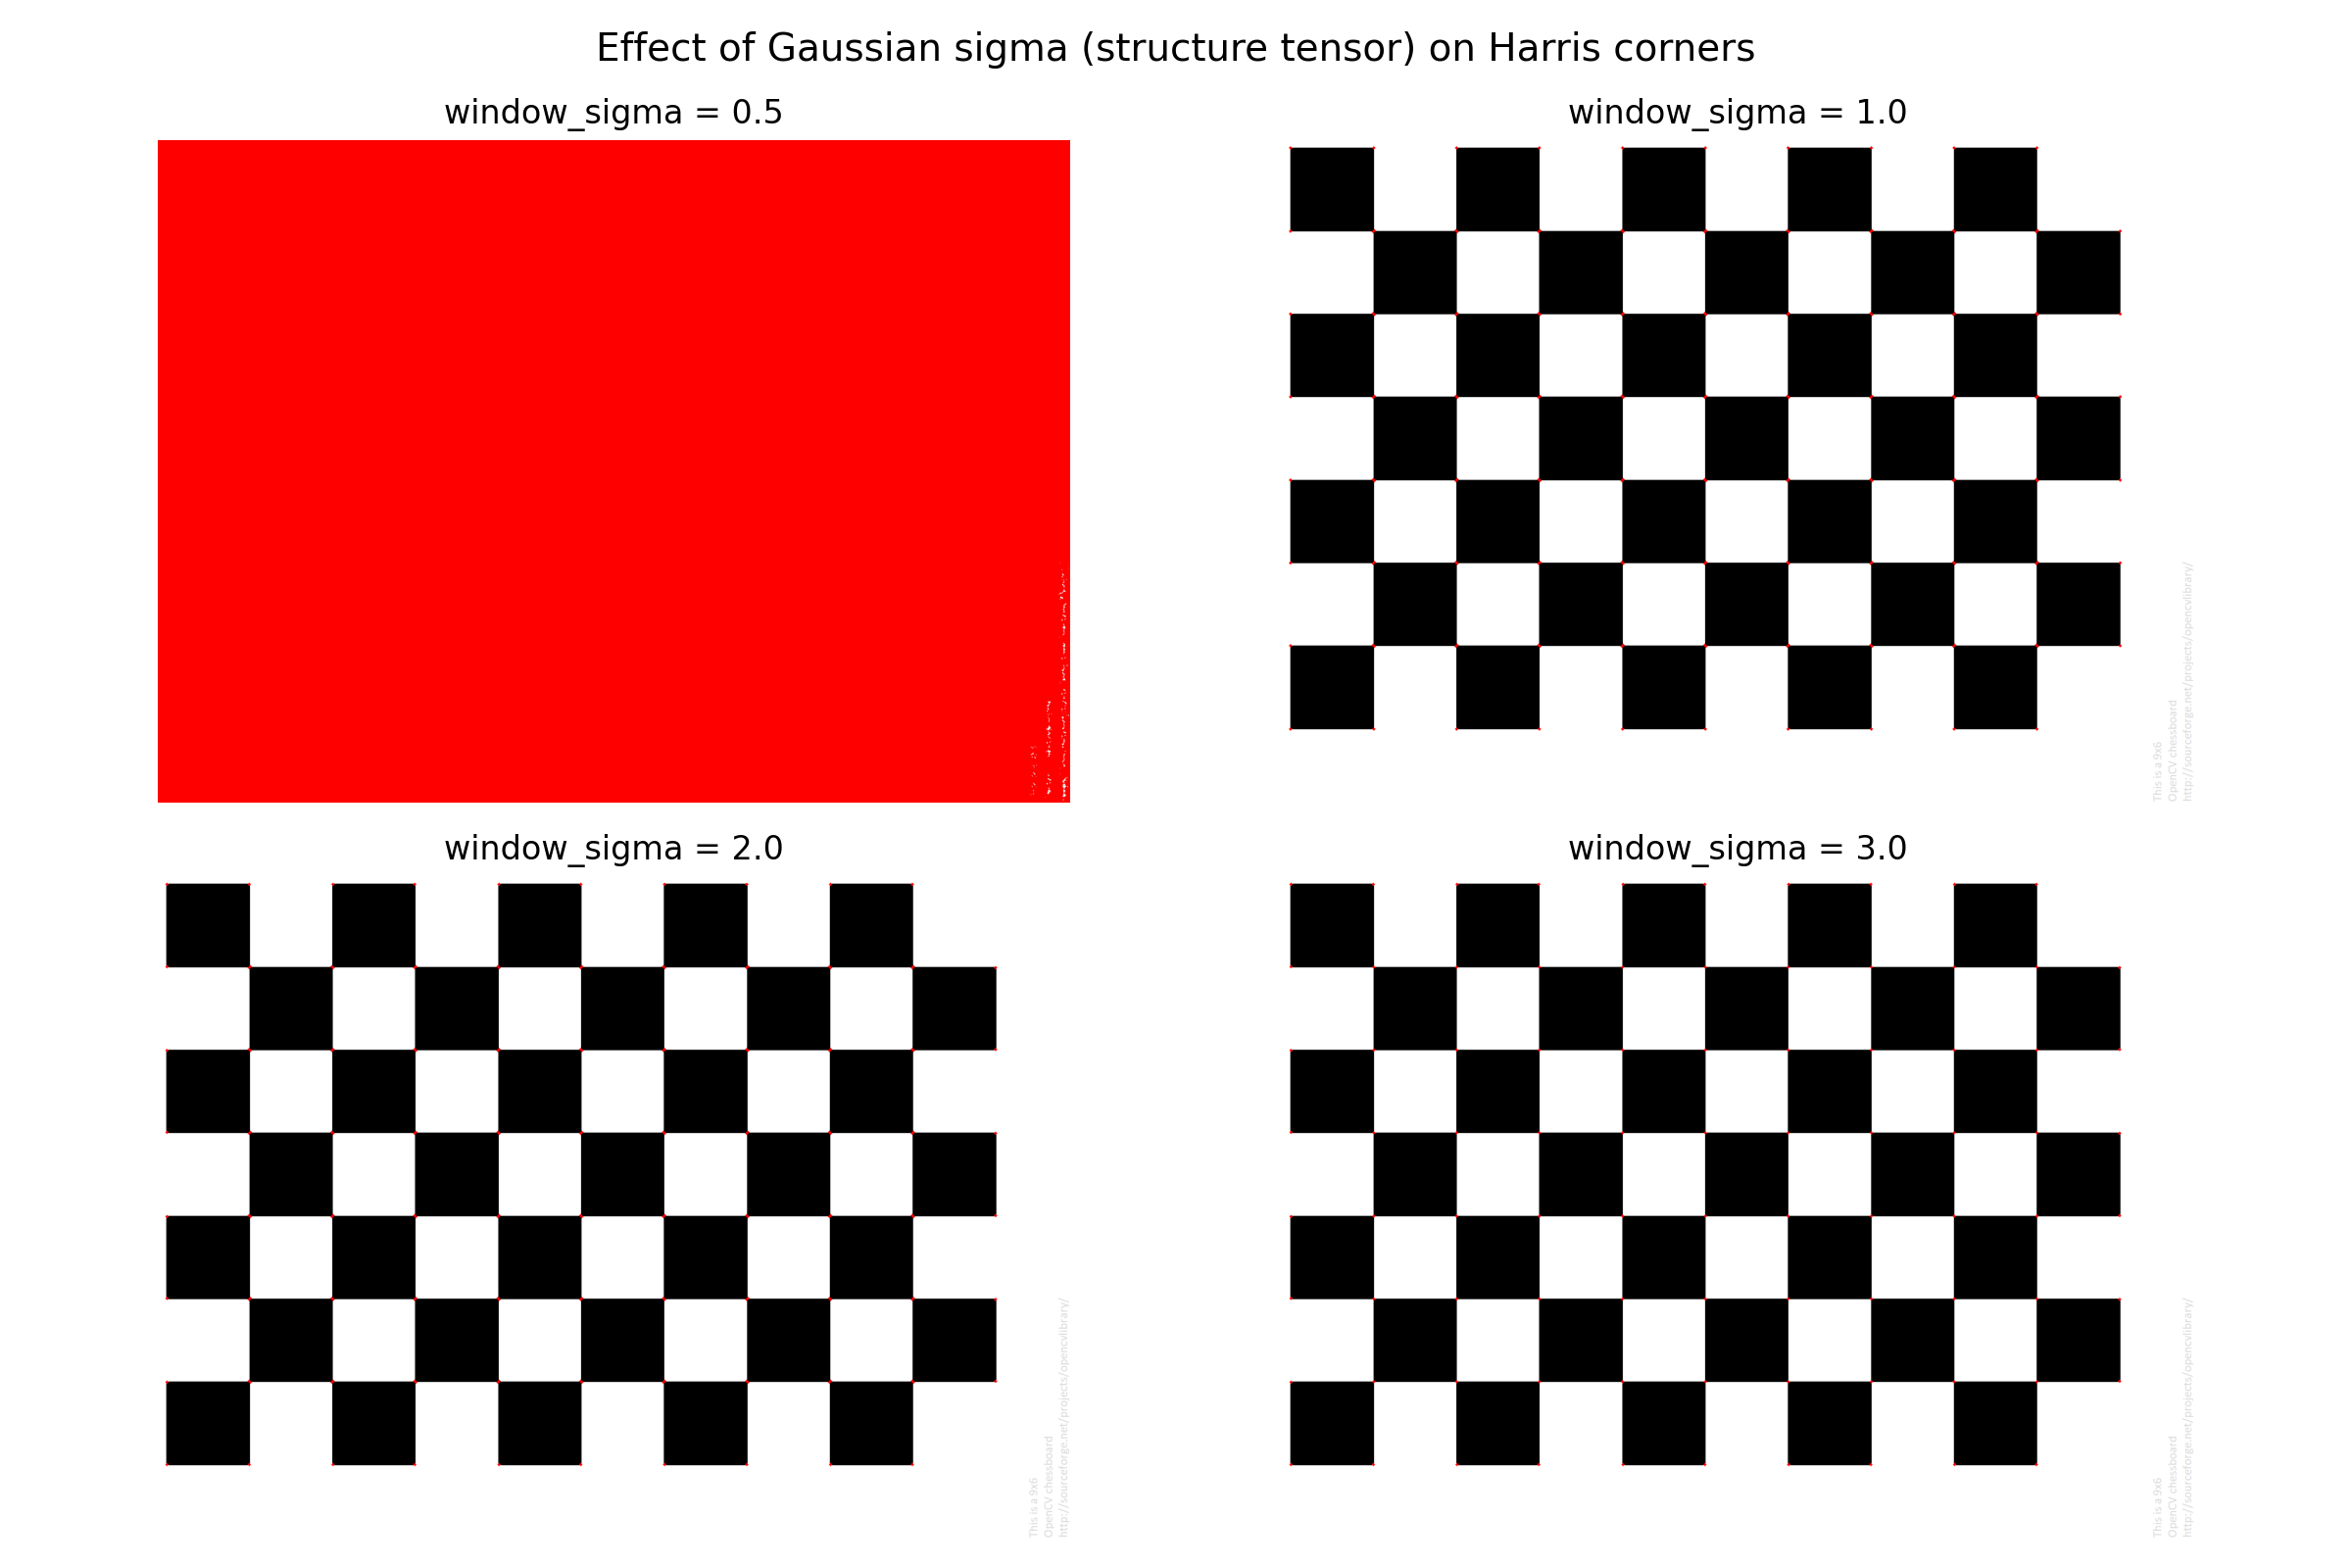 Effect of Gaussian sigma (structure tensor) on Harris corners
window_sigma = 0.5
window_sigma = 1.0
This is a 9x6
OpenCV chessboard
http://sourceforge.net/projects/opencvlibrary/
window_sigma = 2.0
This is a 9x6
OpenCV chessboard
http://sourceforge.net/projects/opencvlibrary/
window_sigma = 3.0
This is a 9x6
OpenCV chessboard
http://sourceforge.net/projects/opencvlibrary/